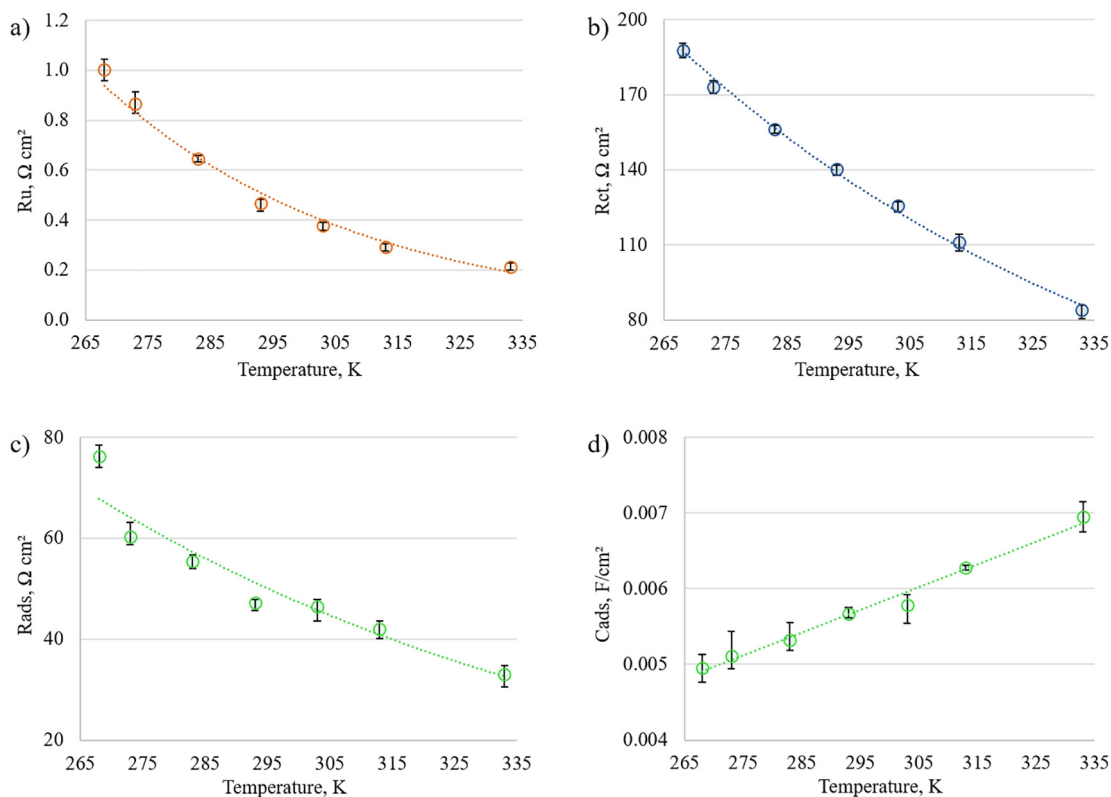 a)
1.2
1.0
0.8
0.6
0.4
0.2
0.0
Ru, Ω cm²
265 275 285 295 305 315 325 335
Temperature, K
b)
200
170
140
110
80
Rct, Ω cm²
265 275 285 295 305 315 325 335
Temperature, K
c)
80
60
40
20
Rads, Ω cm²
265 275 285 295 305 315 325 335
Temperature, K
d)
0.008
0.007
0.006
0.005
0.004
Cads, F/cm²
265 275 285 295 305 315 325 335
Temperature, K